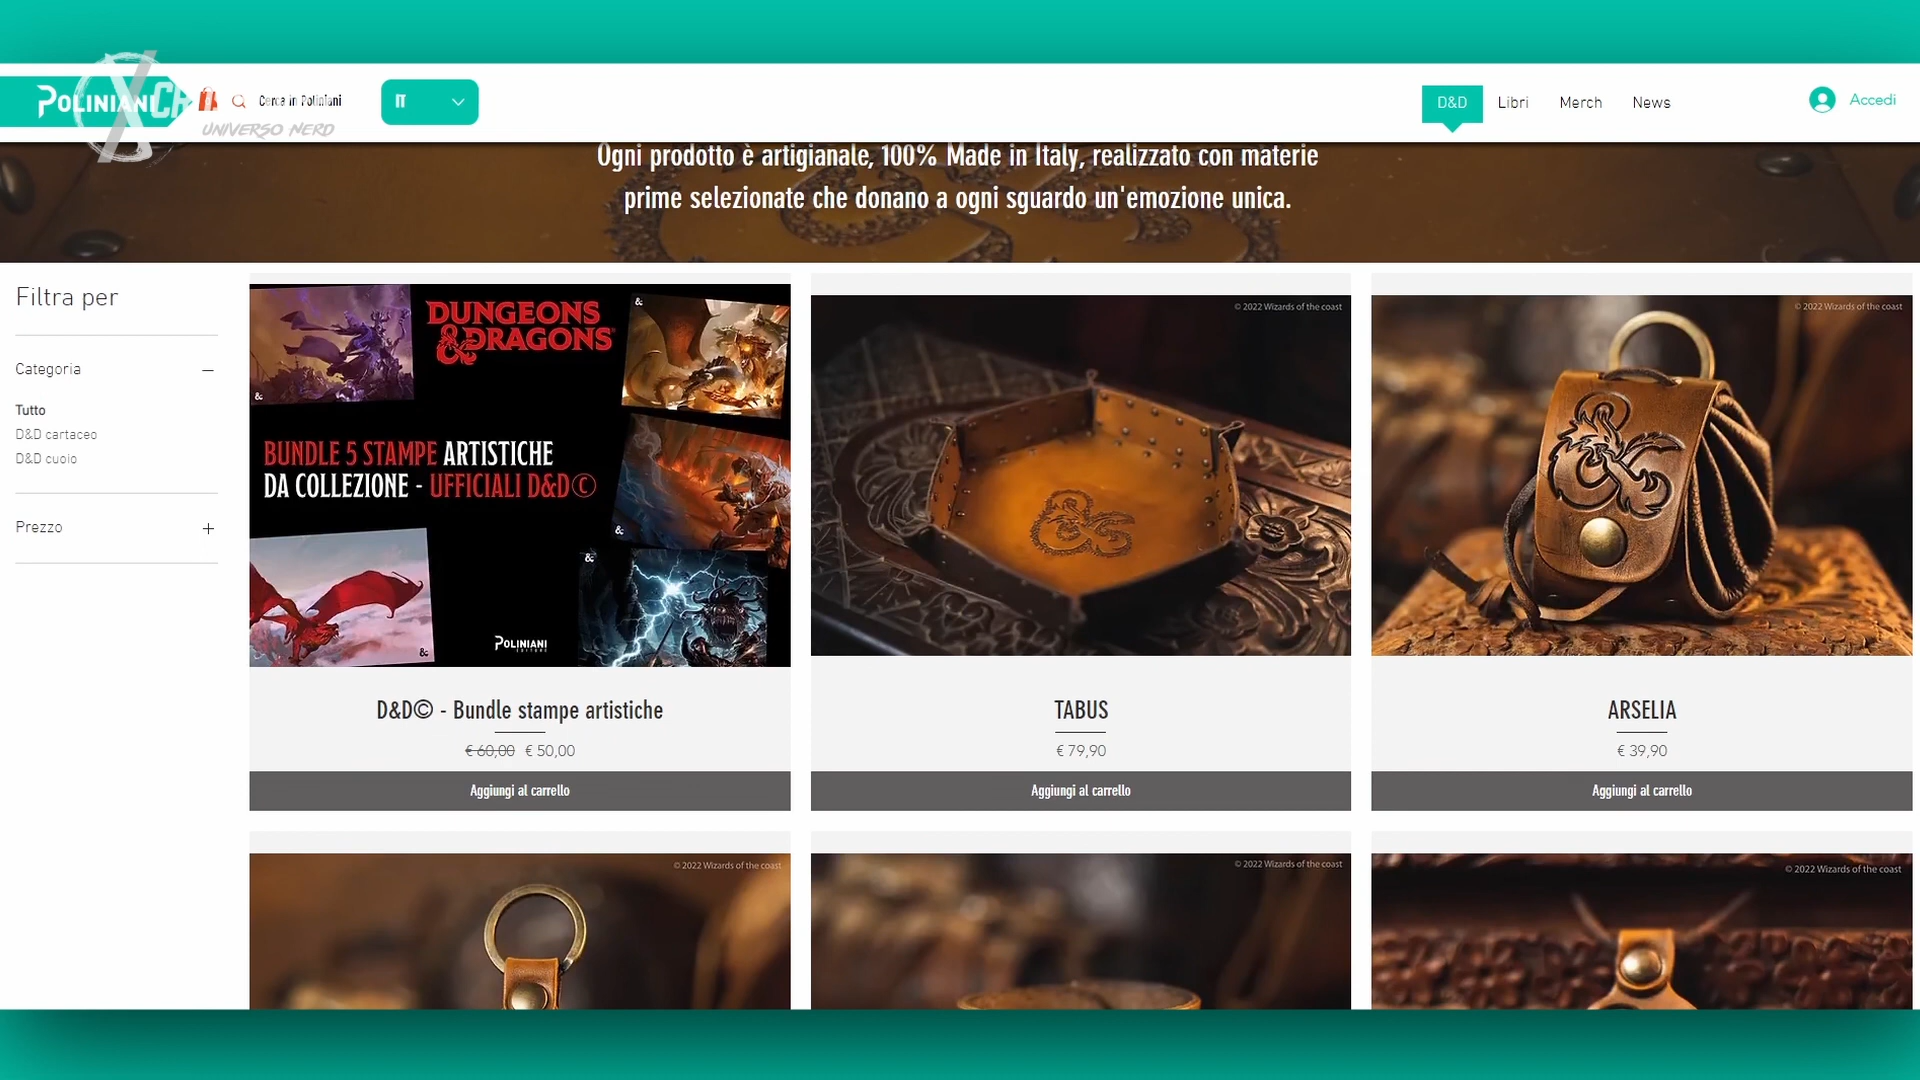 POLINIANI
Cerca in Poliniani
IT
D&D
Libri
Merch
News
Accedi
UNIVERSO NERD
Ogni prodotto è artigianale, 100% Made in Italy, realizzato con materie
prime selezionate che donano a ogni sguardo un'emozione unica.
Filtra per
Categoria
Tutto
D&D cartaceo
D&D cuoio
Prezzo
DUNGEONS
& DRAGONS
BUNDLE 5 STAMPE ARTISTICHE
DA COLLEZIONE - UFFICIALI D&D©
POLINIANI
D&D© - Bundle stampe artistiche
€ 60,00 € 50,00
Aggiungi al carrello
© 2022 Wizards of the coast
TABUS
€ 79,90
Aggiungi al carrello
© 2022 Wizards of the coast
ARSELIA
€ 39,90
Aggiungi al carrello
© 2022 Wizards of the coast
© 2022 Wizards of the coast
© 2022 Wizards of the coast